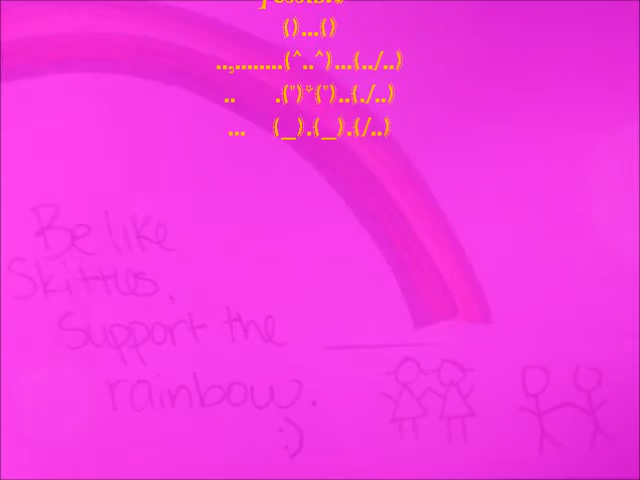 ()...()
..,........(^..^)...(../..)
.. .(")*(")..(./..)
... (_).(_).(/..)
Be like
Skittles,
Support the
rainbow.
:)